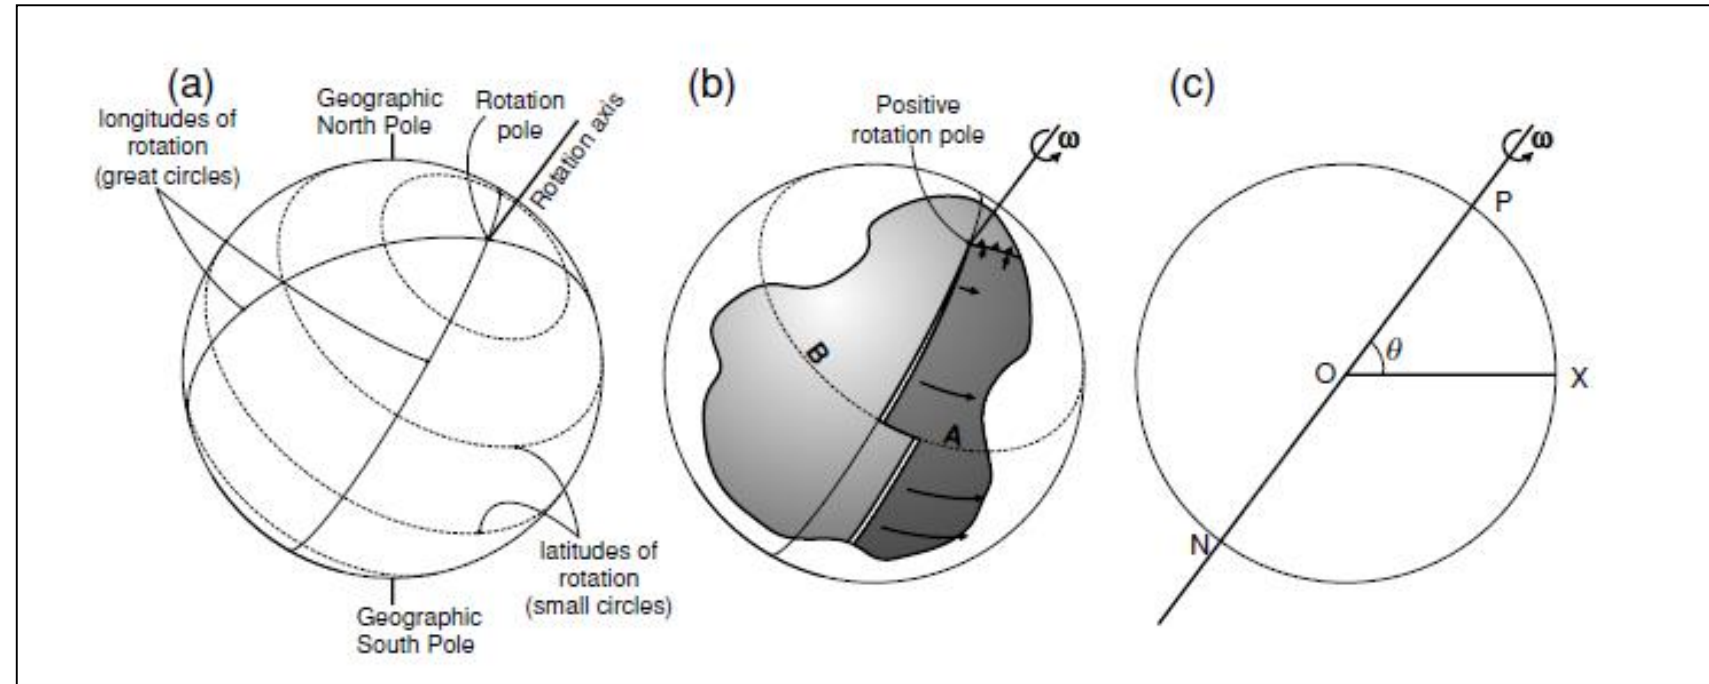 (a)
longitudes of
rotation
(great circles)
Geographic
North Pole
Rotation
pole
Rotation axis
latitudes of
rotation
(small circles)
Geographic
South Pole
(b)
Positive
rotation pole
ω
B
A
(c)
ω
P
θ
O
X
N